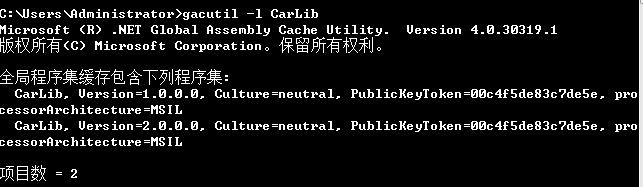 C:\Users\Administrator>gacutil -l CarLib
Microsoft (R) .NET Global Assembly Cache Utility.  Version 4.0.30319.1
版权所有(C) Microsoft Corporation。保留所有权利。
全局程序集缓存包含下列程序集:
  CarLib, Version=1.0.0.0, Culture=neutral, PublicKeyToken=00c4f5de83c7de5e, pro
cessorArchitecture=MSIL
  CarLib, Version=2.0.0.0, Culture=neutral, PublicKeyToken=00c4f5de83c7de5e, pro
cessorArchitecture=MSIL
项目数 = 2